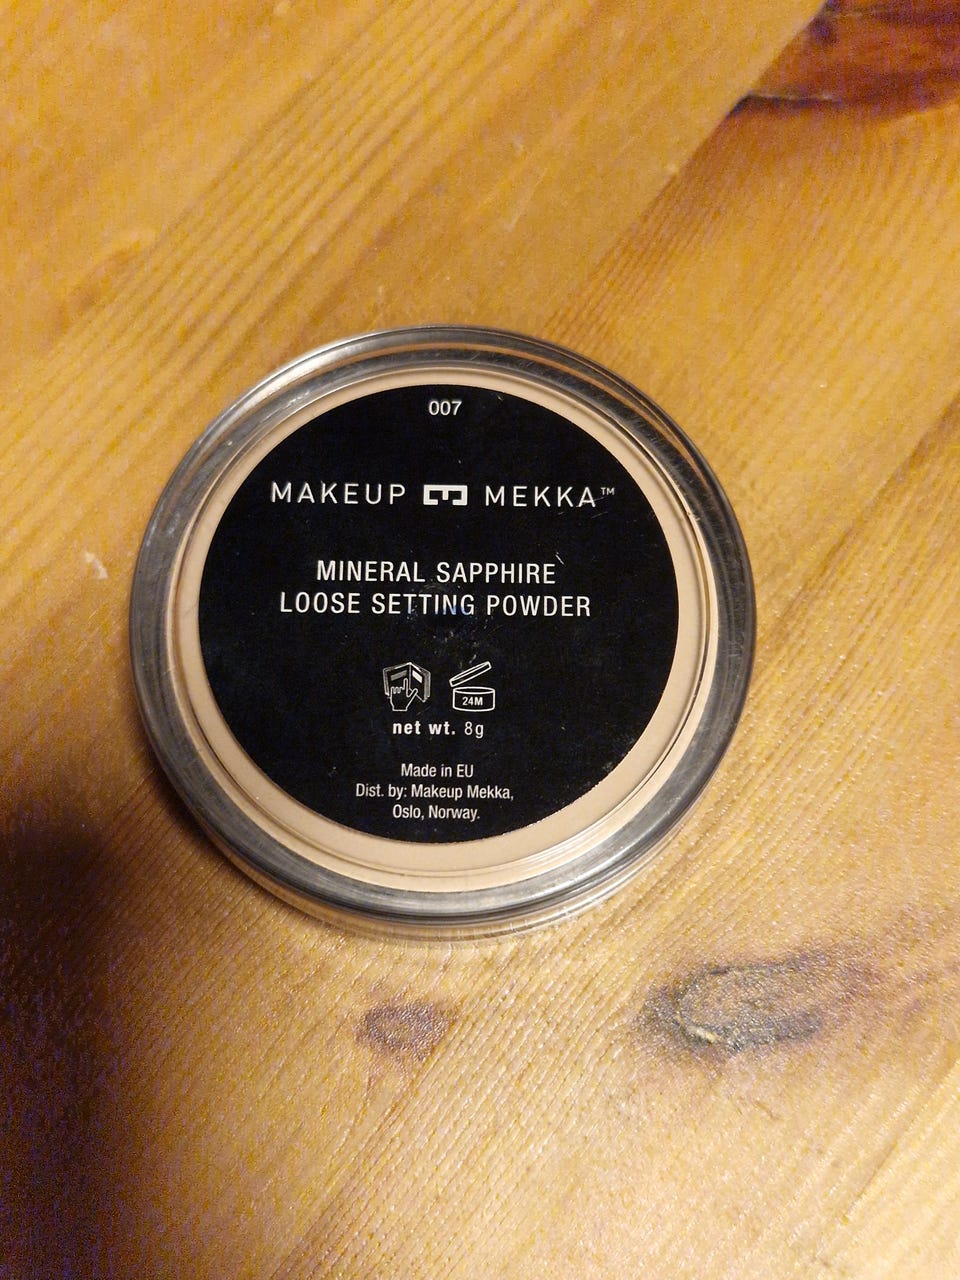 007
MAKEUP MEKKA™
MINERAL SAPPHIRE
LOOSE SETTING POWDER
24M
net wt. 8g
Made in EU
Dist. by: Makeup Mekka,
Oslo, Norway.